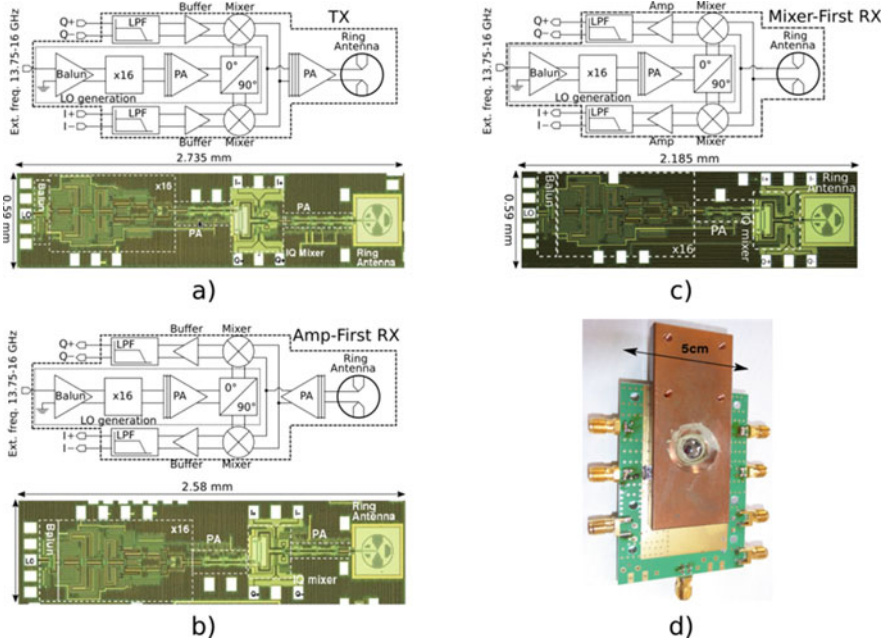 TX
Ext. freq. 13.75-16 GHz
Q+
Q−
LPF
Buffer
Mixer
Ring
Antenna
Balun
x16
PA
0°
90°
PA
LO generation
I+
I−
LPF
Buffer
Mixer
2.735 mm
0.59 mm
Balun
x16
I-
I+
LO
PA
PA
Q+
Q+
IQ Mixer
Ring
Antenna
a)
Amp-First RX
Ext. freq. 13.75-16 GHz
Q+
Q−
LPF
Buffer
Mixer
Ring
Antenna
Balun
x16
PA
0°
90°
PA
LO generation
I+
I−
LPF
Buffer
Mixer
2.58 mm
Balun
x16
PA
PA
IQ mixer
Ring
Antenna
b)
Mixer-First RX
Ext. freq. 13.75-16 GHz
Q+
Q−
LPF
Amp
Mixer
Ring
Antenna
Balun
x16
PA
0°
90°
LO generation
I+
I−
LPF
Amp
Mixer
2.185 mm
0.59 mm
Balun
LO
x16
PA
IQ mixer
Ring
Antenna
c)
5cm
d)